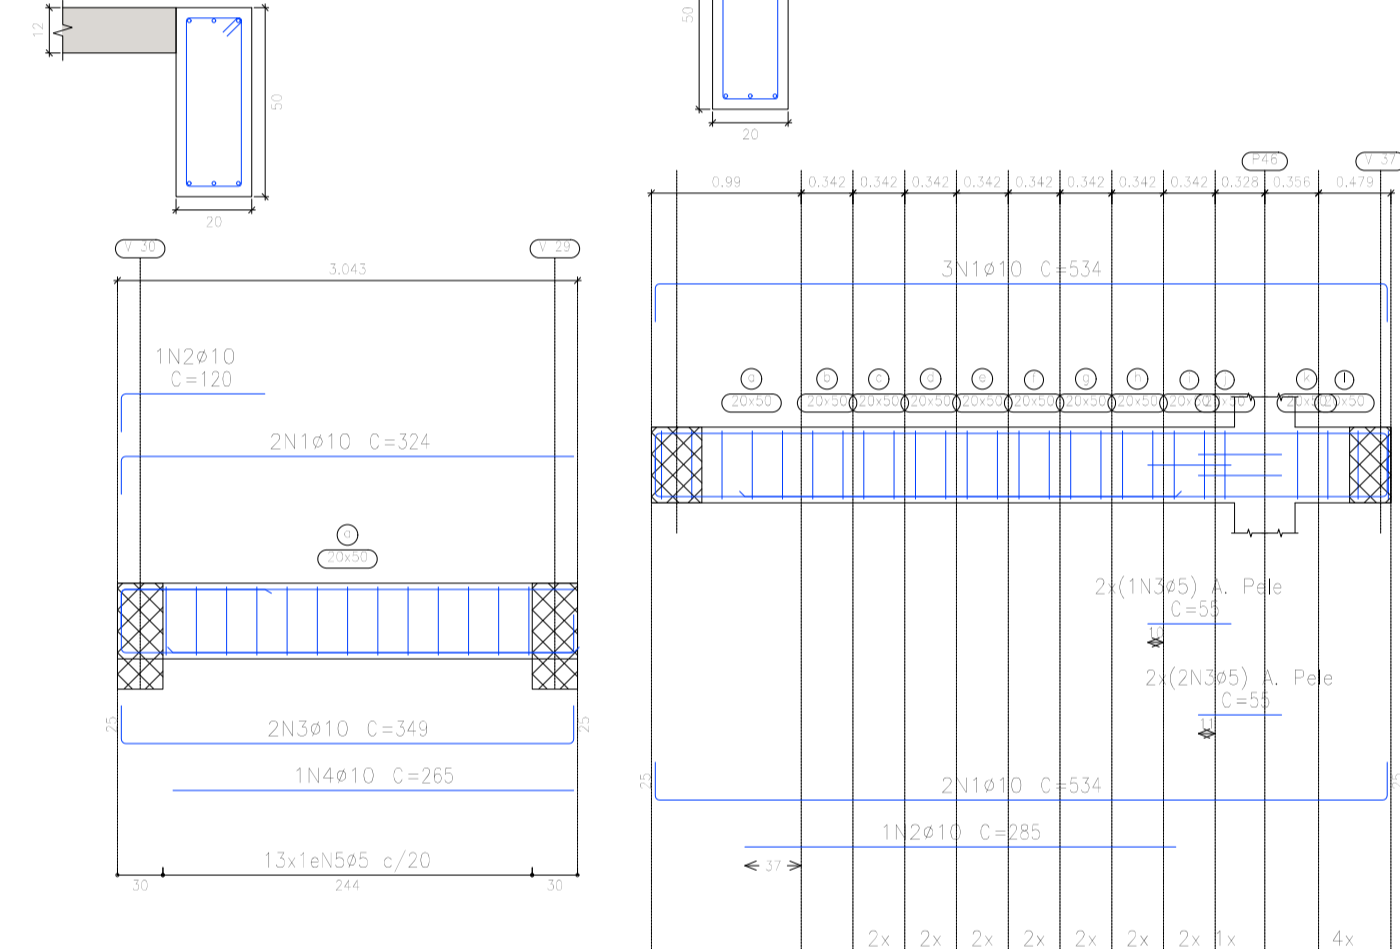 12
50
20
50
20
P46
V 37
0.99 0.342 0.342 0.342 0.342 0.342 0.342 0.342 0.342 0.328 0.356 0.479
V 30
V 29
3.043
3N1ø10 C=534
1N2ø10
C=120
2N1ø10 C=324
a
20x50
a b c d e f g h i j k l
20x50 20x50 20x50 20x50 20x50 20x50 20x50 20x50
2x(1N3ø5) A. Pele
C=55
10
2x(2N3ø5) A. Pele
C=55
11
25
2N3ø10 C=349
25
1N4ø10 C=265
25
2N1ø10 C=534
25
1N2ø10 C=285
37
13x1eN5ø5 c/20
30 244 30
2x 2x 2x 2x 2x 2x 2x 1x 4x